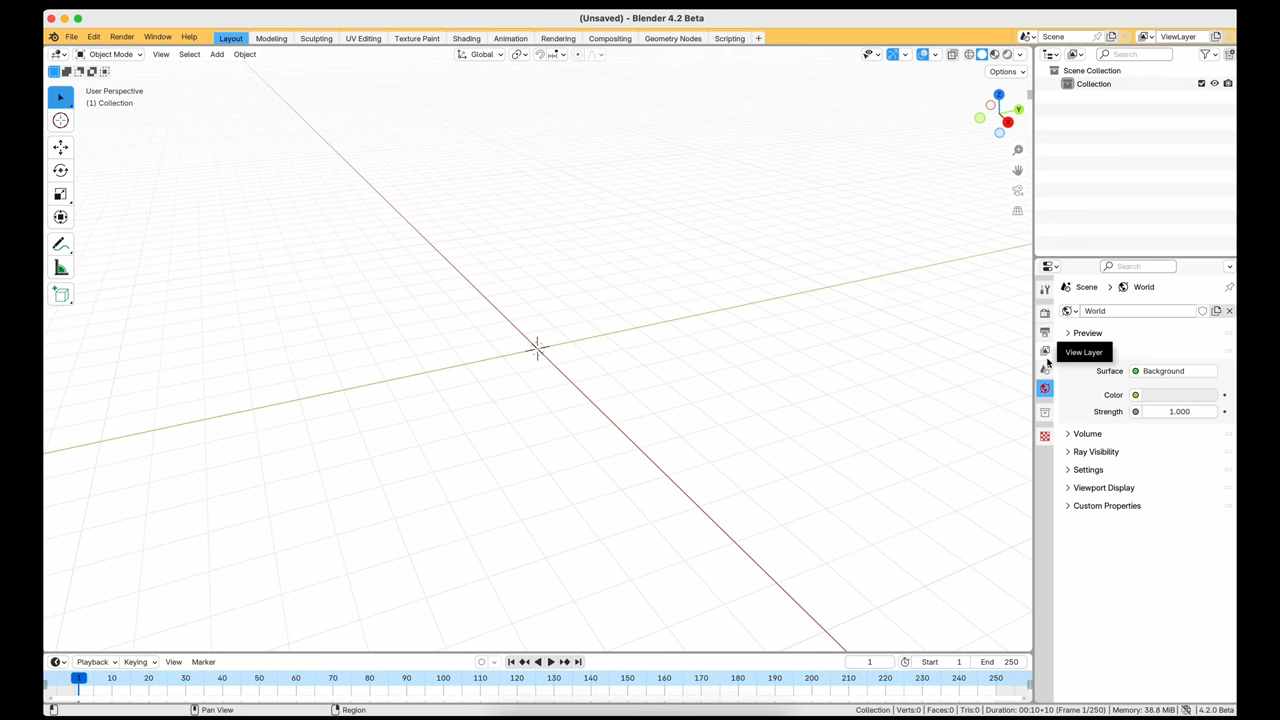 (Unsaved) - Blender 4.2 Beta
File Edit Render Window Help Layout Modeling Sculpting UV Editing Texture Paint Shading Animation Rendering Compositing Geometry Nodes Scripting + Scene ViewLayer
Object Mode View Select Add Object Global Search
Options
User Perspective
(1) Collection
Z
Y
X
Scene Collection
Collection
Search
Scene > World
World
Preview
View Layer
Surface Background
Color
Strength 1.000
Volume
Ray Visibility
Settings
Viewport Display
Custom Properties
Playback Keying View Marker 1 Start 1 End 250
1 10 20 30 40 50 60 70 80 90 100 110 120 130 140 150 160 170 180 190 200 210 220 230 240 250
Pan View Region Collection | Verts:0 | Faces:0 | Tris:0 | Duration: 00:10+10 (Frame 1/250) | Memory: 38.8 MiB | 4.2.0 Beta